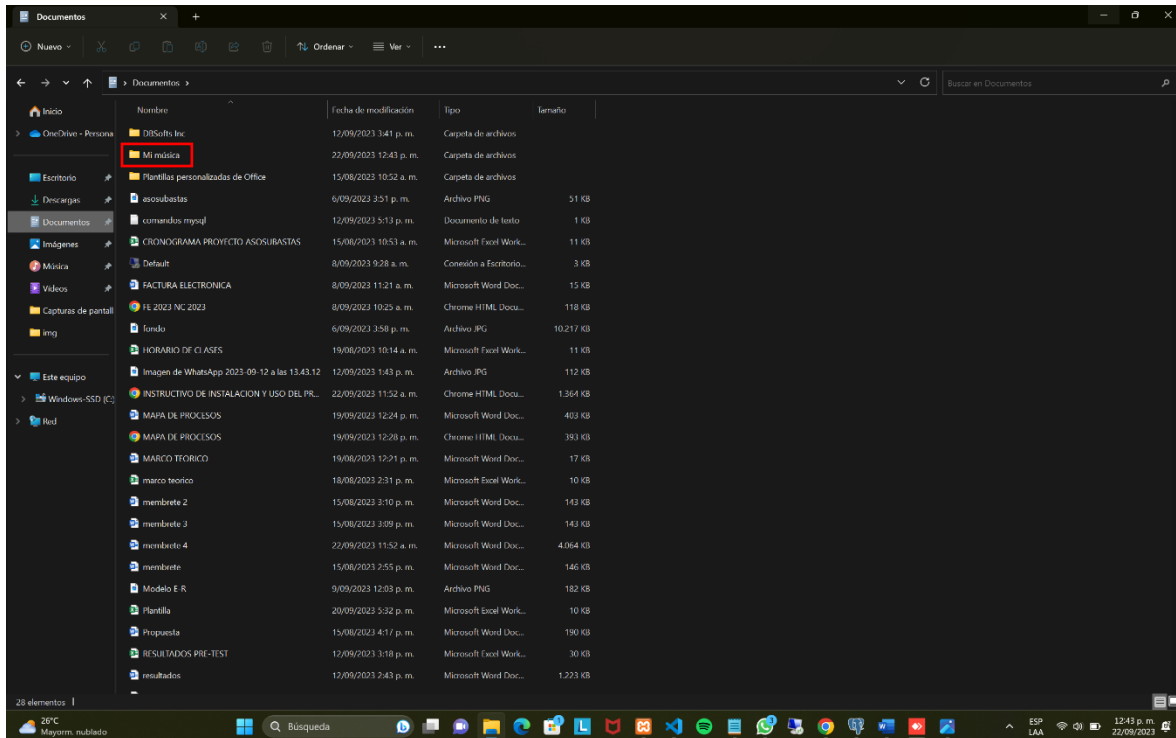 Documentos
Nuevo
Ordenar
Ver
Documentos
Buscar en Documentos
Inicio
OneDrive - Persona
Escritorio
Descargas
Documentos
Imágenes
Música
Vídeos
Capturas de pantall
img
Este equipo
Windows-SSD (C:)
Red
Nombre Fecha de modificación Tipo Tamaño
DBSofts Inc 12/09/2023 3:41 p. m. Carpeta de archivos
Mi música 22/09/2023 12:43 p. m. Carpeta de archivos
Plantillas personalizadas de Office 15/08/2023 10:52 a. m. Carpeta de archivos
asosubastas 6/09/2023 3:51 p. m. Archivo PNG 51 KB
comandos mysql 12/09/2023 5:13 p. m. Documento de texto 1 KB
CRONOGRAMA PROYECTO ASOSUBASTAS 15/08/2023 10:53 a. m. Microsoft Excel Work... 11 KB
Default 8/09/2023 9:28 a. m. Conexión a Escritorio... 3 KB
FACTURA ELECTRONICA 8/09/2023 11:21 a. m. Microsoft Word Doc... 15 KB
FE 2023 NC 2023 8/09/2023 10:25 a. m. Chrome HTML Docu... 118 KB
fondo 6/09/2023 3:58 p. m. Archivo JPG 10.217 KB
HORARIO DE CLASES 19/08/2023 10:14 a. m. Microsoft Excel Work... 11 KB
Imagen de WhatsApp 2023-09-12 a las 13.43.12 12/09/2023 1:43 p. m. Archivo JPG 112 KB
INSTRUCTIVO DE INSTALACION Y USO DEL PR... 22/09/2023 11:52 a. m. Chrome HTML Docu... 1.364 KB
MAPA DE PROCESOS 19/09/2023 12:24 p. m. Microsoft Word Doc... 403 KB
MAPA DE PROCESOS 19/09/2023 12:28 p. m. Chrome HTML Docu... 393 KB
MARCO TEORICO 19/08/2023 12:21 p. m. Microsoft Word Doc... 17 KB
marco teorico 18/08/2023 2:31 p. m. Microsoft Excel Work... 10 KB
membrete 2 15/08/2023 3:10 p. m. Microsoft Word Doc... 143 KB
membrete 3 15/08/2023 3:09 p. m. Microsoft Word Doc... 143 KB
membrete 4 22/09/2023 11:52 a. m. Microsoft Word Doc... 4.064 KB
membrete 15/08/2023 2:55 p. m. Microsoft Word Doc... 146 KB
Modelo E-R 9/09/2023 12:03 p. m. Archivo PNG 182 KB
Plantilla 20/09/2023 5:32 p. m. Microsoft Excel Work... 10 KB
Propuesta 15/08/2023 4:17 p. m. Microsoft Word Doc... 190 KB
RESULTADOS PRE-TEST 12/09/2023 3:18 p. m. Microsoft Excel Work... 30 KB
resultados 12/09/2023 2:43 p. m. Microsoft Word Doc... 1.223 KB
28 elementos
26°C
Mayorm. nublado
Búsqueda
ESP
LAA
12:43 p. m.
22/09/2023